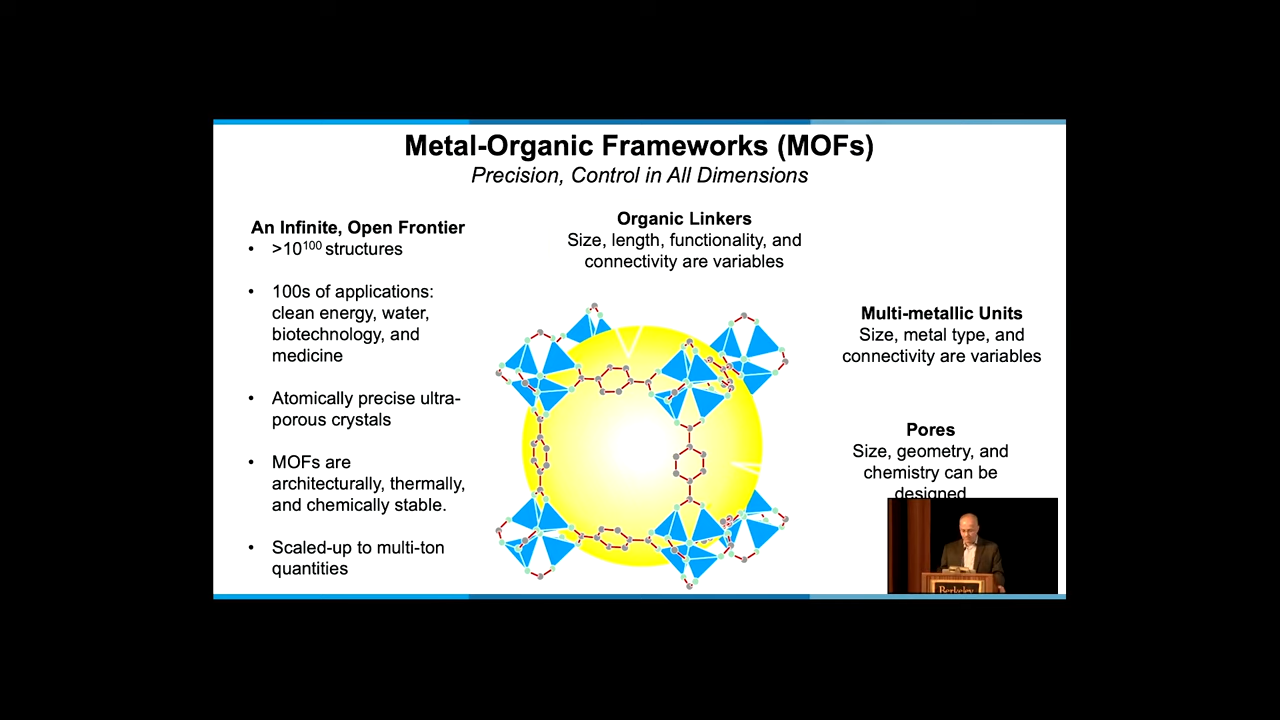 Metal-Organic Frameworks (MOFs)
Precision, Control in All Dimensions
An Infinite, Open Frontier
• >10¹⁰⁰ structures
• 100s of applications:
clean energy, water,
biotechnology, and
medicine
• Atomically precise ultra-
porous crystals
• MOFs are
architecturally, thermally,
and chemically stable.
• Scaled-up to multi-ton
quantities
Organic Linkers
Size, length, functionality, and
connectivity are variables
Multi-metallic Units
Size, metal type, and
connectivity are variables
Pores
Size, geometry, and
chemistry can be
designed
Berkeley